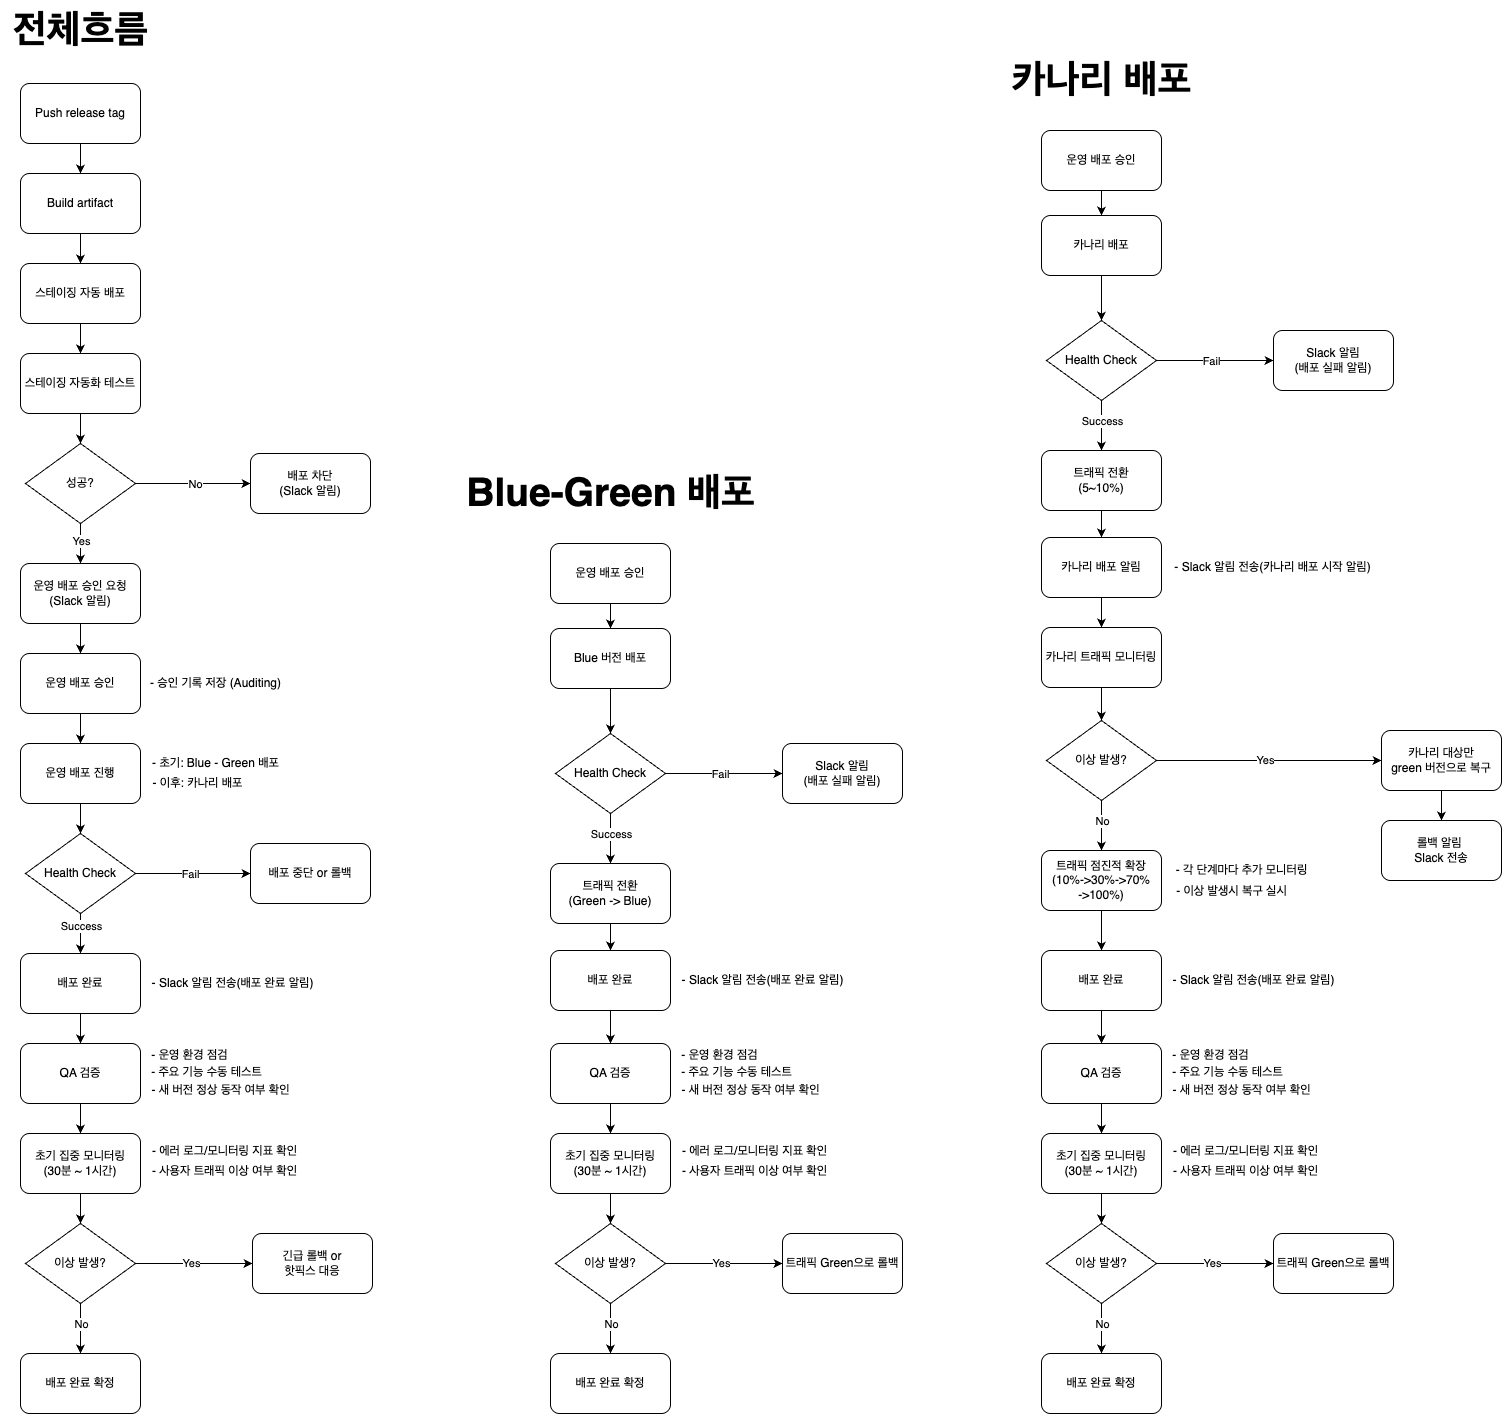 전체흐름
Push release tag
Build artifact
스테이징 자동 배포
스테이징 자동화 테스트
성공?
No
배포 차단
(Slack 알림)
Yes
운영 배포 승인 요청
(Slack 알림)
운영 배포 승인
- 승인 기록 저장 (Auditing)
운영 배포 진행
- 초기: Blue - Green 배포
- 이후: 카나리 배포
Health Check
Fail
배포 중단 or 롤백
Success
배포 완료
- Slack 알림 전송(배포 완료 알림)
QA 검증
- 운영 환경 점검
- 주요 기능 수동 테스트
- 새 버전 정상 동작 여부 확인
초기 집중 모니터링
(30분 ~ 1시간)
- 에러 로그/모니터링 지표 확인
- 사용자 트래픽 이상 여부 확인
이상 발생?
Yes
긴급 롤백 or
핫픽스 대응
No
배포 완료 확정
Blue-Green 배포
운영 배포 승인
Blue 버전 배포
Health Check
Fail
Slack 알림
(배포 실패 알림)
Success
트래픽 전환
(Green -> Blue)
배포 완료
- Slack 알림 전송(배포 완료 알림)
QA 검증
- 운영 환경 점검
- 주요 기능 수동 테스트
- 새 버전 정상 동작 여부 확인
초기 집중 모니터링
(30분 ~ 1시간)
- 에러 로그/모니터링 지표 확인
- 사용자 트래픽 이상 여부 확인
이상 발생?
Yes
트래픽 Green으로 롤백
No
배포 완료 확정
카나리 배포
운영 배포 승인
카나리 배포
Health Check
Fail
Slack 알림
(배포 실패 알림)
Success
트래픽 전환
(5~10%)
카나리 배포 알림
- Slack 알림 전송(카나리 배포 시작 알림)
카나리 트래픽 모니터링
이상 발생?
Yes
카나리 대상만
green 버전으로 복구
롤백 알림
Slack 전송
No
트래픽 점진적 확장
(10%->30%->70%
->100%)
- 각 단계마다 추가 모니터링
- 이상 발생시 복구 실시
배포 완료
- Slack 알림 전송(배포 완료 알림)
QA 검증
- 운영 환경 점검
- 주요 기능 수동 테스트
- 새 버전 정상 동작 여부 확인
초기 집중 모니터링
(30분 ~ 1시간)
- 에러 로그/모니터링 지표 확인
- 사용자 트래픽 이상 여부 확인
이상 발생?
Yes
트래픽 Green으로 롤백
No
배포 완료 확정